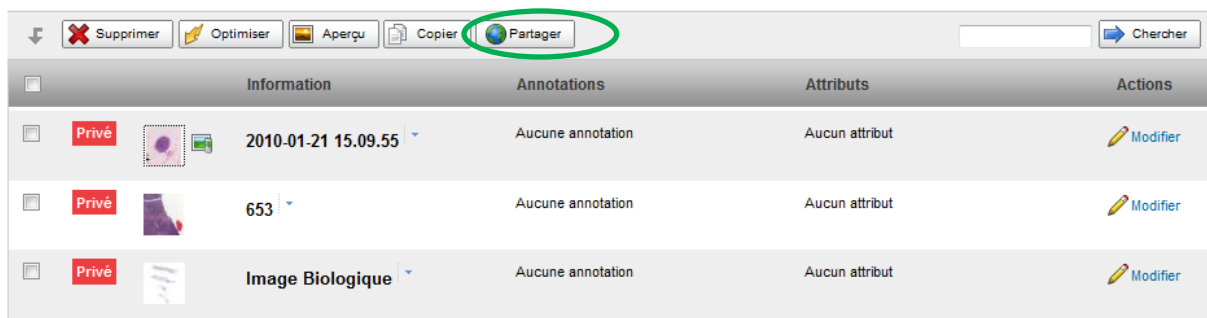 Supprimer Optimiser Aperçu Copier Partager Chercher
Information Annotations Attributs Actions
Privé 2010-01-21 15.09.55 Aucune annotation Aucun attribut Modifier
Privé 653 Aucune annotation Aucun attribut Modifier
Privé Image Biologique Aucune annotation Aucun attribut Modifier